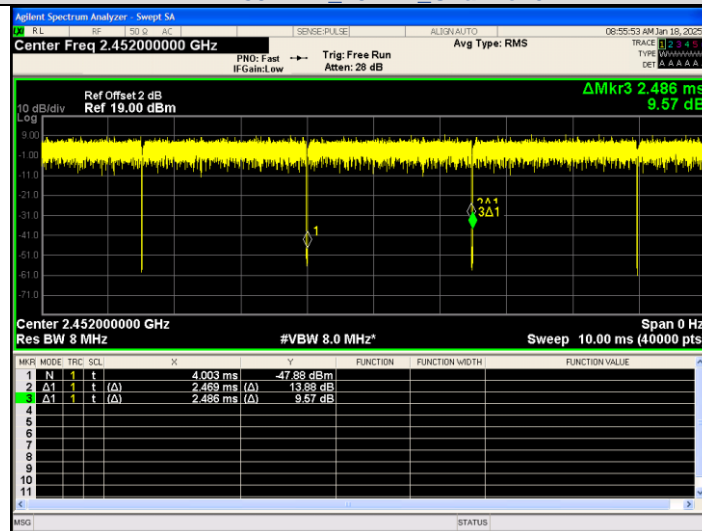 Agilent Spectrum Analyzer - Swept SA
RL RF 50 Ω AC SENSE:PULSE ALIGN AUTO 08:55:53 AM Jan 18, 2025
Center Freq 2.452000000 GHz Avg Type: RMS TRACE 1 2 3 4 5
PNO: Fast Trig: Free Run TYPE
IFGain:Low Atten: 28 dB DET A A A A A
ΔMkr3 2.486 ms
Ref Offset 2 dB
10 dB/div Ref 19.00 dBm 9.57 dB
Log
9.00
-1.00
-11.0
-21.0
2Δ1
-31.0 3Δ1
-41.0 1
-51.0
-61.0
-71.0
Center 2.452000000 GHz Span 0 Hz
Res BW 8 MHz #VBW 8.0 MHz* Sweep 10.00 ms (40000 pts
MKR MODE TRC SCL X Y FUNCTION FUNCTION WIDTH FUNCTION VALUE
1 N 1 t 4.003 ms -47.88 dBm
2 Δ1 1 t (Δ) 2.469 ms (Δ) 13.88 dB
3 Δ1 1 t (Δ) 2.486 ms (Δ) 9.57 dB
4
5
6
7
8
9
10
11
MSG STATUS